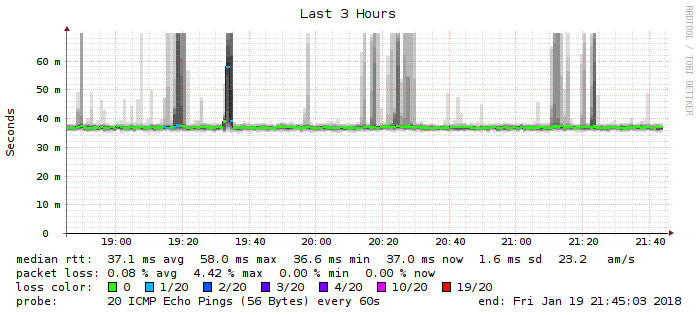 Last 3 Hours
RRDTOOL / TOBI OETIKER
Seconds
60 m
50 m
40 m
30 m
20 m
10 m
0
19:00 19:20 19:40 20:00 20:20 20:40 21:00 21:20 21:40
median rtt: 37.1 ms avg 58.0 ms max 36.6 ms min 37.0 ms now 1.6 ms sd 23.2 am/s
packet loss: 0.08 % avg 4.42 % max 0.00 % min 0.00 % now
loss color: 0 1/20 2/20 3/20 4/20 10/20 19/20
probe: 20 ICMP Echo Pings (56 Bytes) every 60s end: Fri Jan 19 21:45:03 2018